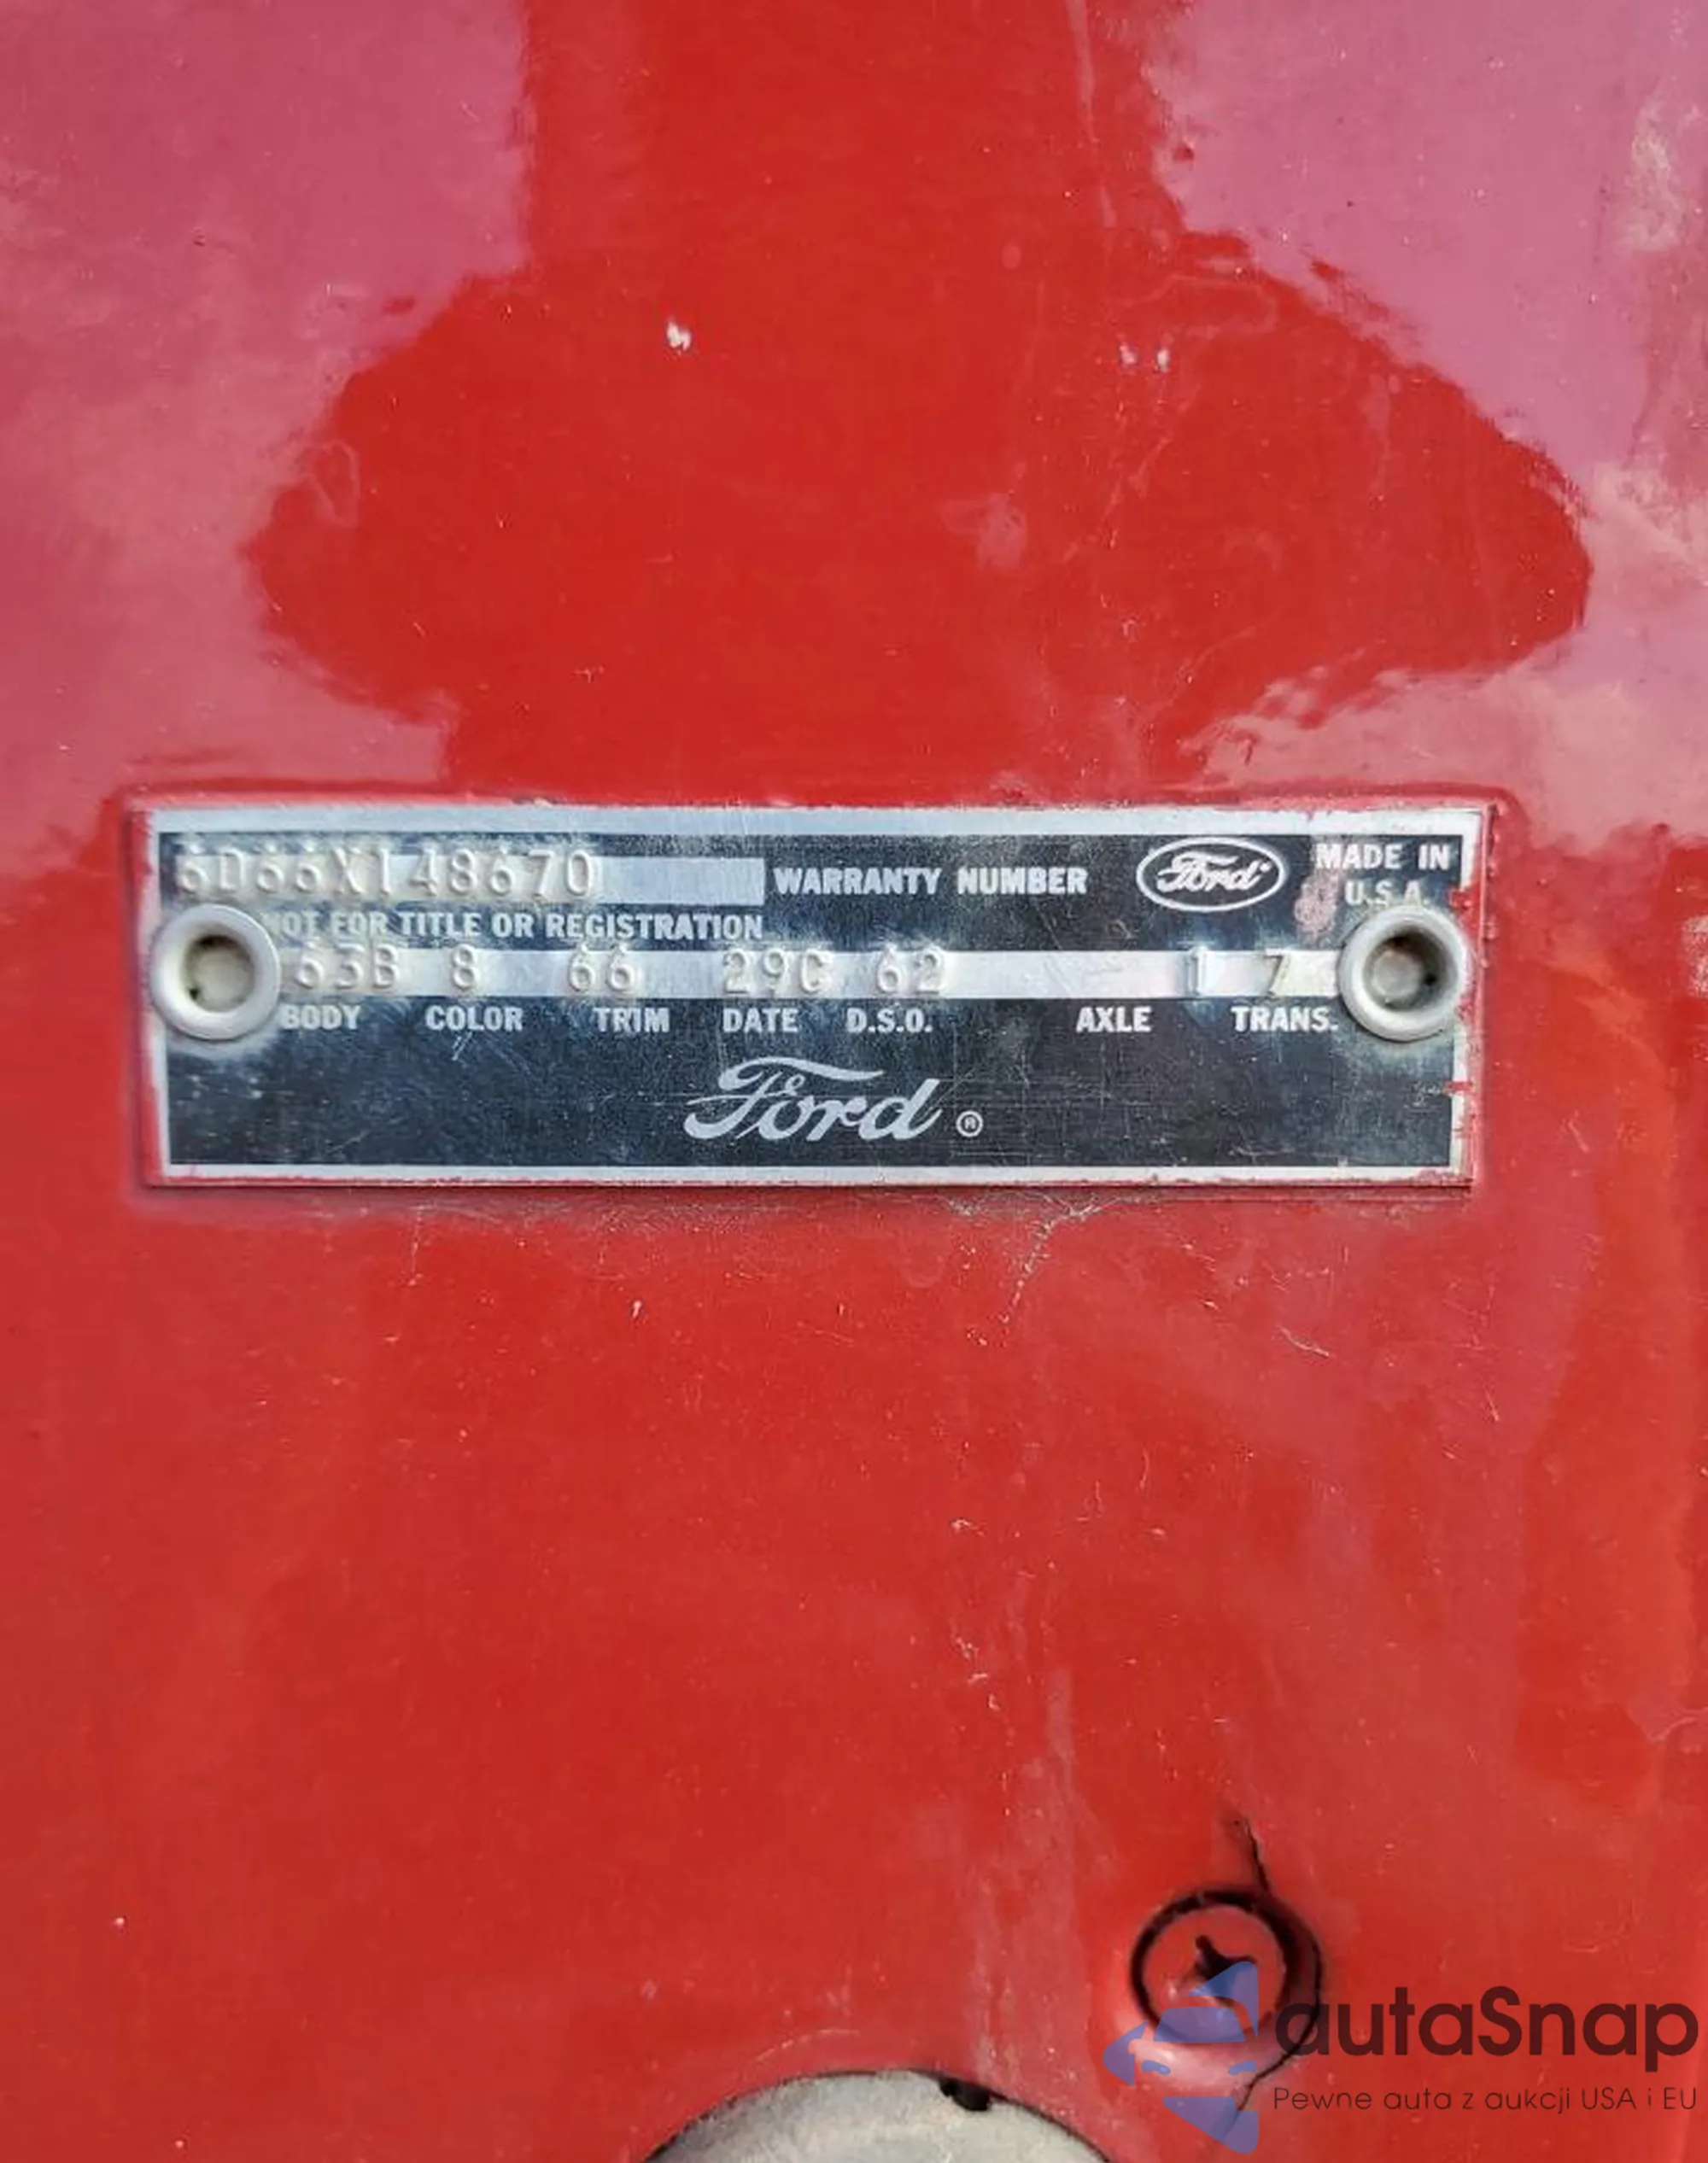 6D66X148670 WARRANTY NUMBER Ford MADE IN U.S.A.
NOT FOR TITLE OR REGISTRATION
63B 8 66 29C 62 1 7
BODY COLOR TRIM DATE D.S.O. AXLE TRANS.
Ford ®
autaSnap
Pewne auta z aukcji USA i EU